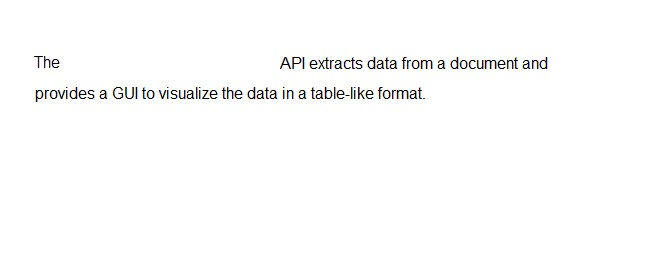 The API extracts data from a document and
provides a GUI to visualize the data in a table-like format.